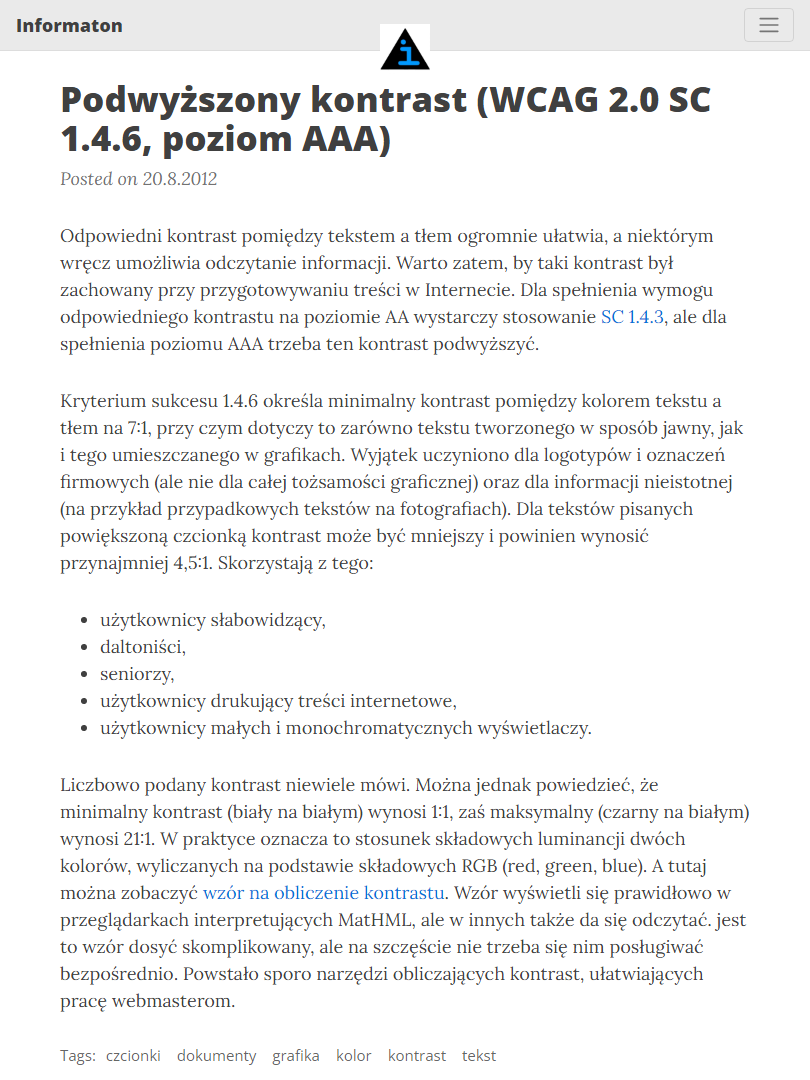 Informaton
i
Podwyższony kontrast (WCAG 2.0 SC
1.4.6, poziom AAA)
Posted on 20.8.2012
Odpowiedni kontrast pomiędzy tekstem a tłem ogromnie ułatwia, a niektórym
wręcz umożliwia odczytanie informacji. Warto zatem, by taki kontrast był
zachowany przy przygotowywaniu treści w Internecie. Dla spełnienia wymogu
odpowiedniego kontrastu na poziomie AA wystarczy stosowanie SC 1.4.3, ale dla
spełnienia poziomu AAA trzeba ten kontrast podwyższyć.
Kryterium sukcesu 1.4.6 określa minimalny kontrast pomiędzy kolorem tekstu a
tłem na 7:1, przy czym dotyczy to zarówno tekstu tworzonego w sposób jawny, jak
i tego umieszczanego w grafikach. Wyjątek uczyniono dla logotypów i oznaczeń
firmowych (ale nie dla całej tożsamości graficznej) oraz dla informacji nieistotnej
(na przykład przypadkowych tekstów na fotografiach). Dla tekstów pisanych
powiększoną czcionką kontrast może być mniejszy i powinien wynosić
przynajmniej 4,5:1. Skorzystają z tego:
• użytkownicy słabowidzący,
• daltoniści,
• seniorzy,
• użytkownicy drukujący treści internetowe,
• użytkownicy małych i monochromatycznych wyświetlaczy.
Liczbowo podany kontrast niewiele mówi. Można jednak powiedzieć, że
minimalny kontrast (biały na białym) wynosi 1:1, zaś maksymalny (czarny na białym)
wynosi 21:1. W praktyce oznacza to stosunek składowych luminancji dwóch
kolorów, wyliczanych na podstawie składowych RGB (red, green, blue). A tutaj
można zobaczyć wzór na obliczenie kontrastu. Wzór wyświetli się prawidłowo w
przeglądarkach interpretujących MatHML, ale w innych także da się odczytać. jest
to wzór dosyć skomplikowany, ale na szczęście nie trzeba się nim posługiwać
bezpośrednio. Powstało sporo narzędzi obliczających kontrast, ułatwiających
pracę webmasterom.
Tags: czcionki dokumenty grafika kolor kontrast tekst